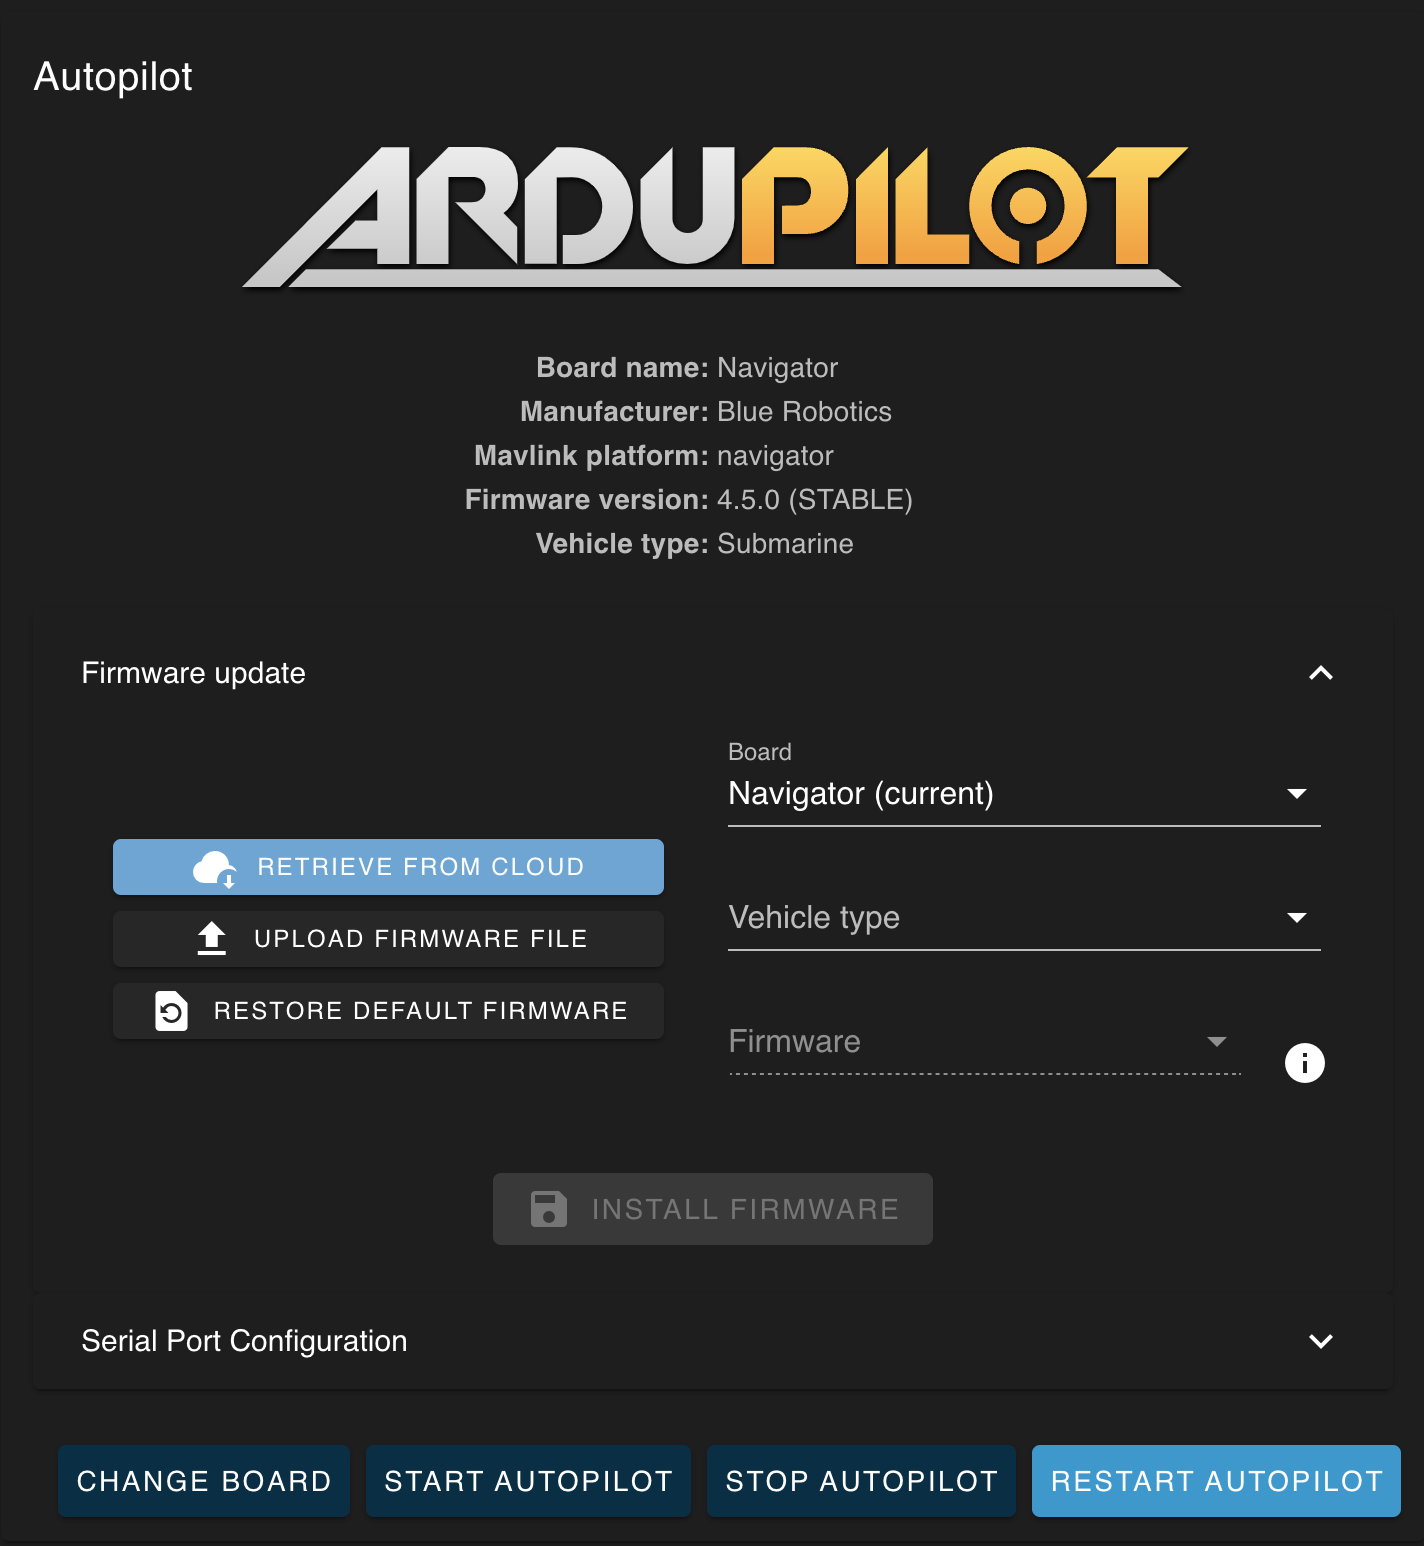 Autopilot
ARDUPILOT
Board name: Navigator
Manufacturer: Blue Robotics
Mavlink platform: navigator
Firmware version: 4.5.0 (STABLE)
Vehicle type: Submarine
Firmware update
Board
Navigator (current)
RETRIEVE FROM CLOUD
Vehicle type
UPLOAD FIRMWARE FILE
RESTORE DEFAULT FIRMWARE
Firmware
INSTALL FIRMWARE
Serial Port Configuration
CHANGE BOARD START AUTOPILOT STOP AUTOPILOT RESTART AUTOPILOT